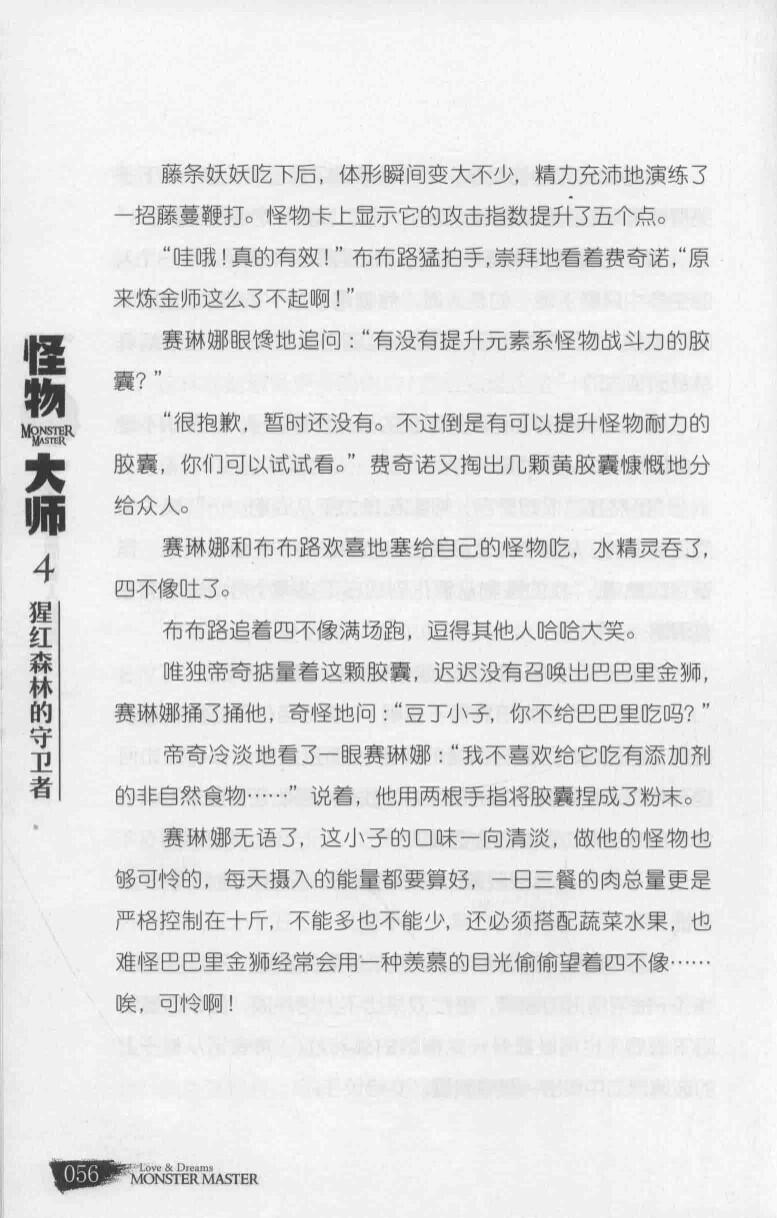 藤条妖妖吃下后，体形瞬间变大不少，精力充沛地演练了
一招藤蔓鞭打。怪物卡上显示它的攻击指数提升了五个点。
“哇哦！真的有效！”布布路猛拍手，崇拜地看着费奇诺，“原
来炼金师这么了不起啊！”
赛琳娜眼馋地追问：“有没有提升元素系怪物战斗力的胶
囊？”
“很抱歉，暂时还没有。不过倒是有可以提升怪物耐力的
胶囊，你们可以试试看。”费奇诺又掏出几颗黄胶囊慷慨地分
给众人。
赛琳娜和布布路欢喜地塞给自己的怪物吃，水精灵吞了，
四不像吐了。
布布路追着四不像满场跑，逗得其他人哈哈大笑。
唯独帝奇掂量着这颗胶囊，迟迟没有召唤出巴巴里金狮，
赛琳娜捅了捅他，奇怪地问：“豆丁小子，你不给巴巴里吃吗？”
帝奇冷淡地看了一眼赛琳娜：“我不喜欢给它吃有添加剂
的非自然食物……”说着，他用两根手指将胶囊捏成了粉末。
赛琳娜无语了，这小子的口味一向清淡，做他的怪物也
够可怜的，每天摄入的能量都要算好，一日三餐的肉总量更是
严格控制在十斤，不能多也不能少，还必须搭配蔬菜水果，也
难怪巴巴里金狮经常会用一种羡慕的目光偷偷望着四不像……
唉，可怜啊！
怪物
MONSTER
MASTER
大师
4
猩红森林的守卫者
056
Love & Dreams
MONSTER MASTER